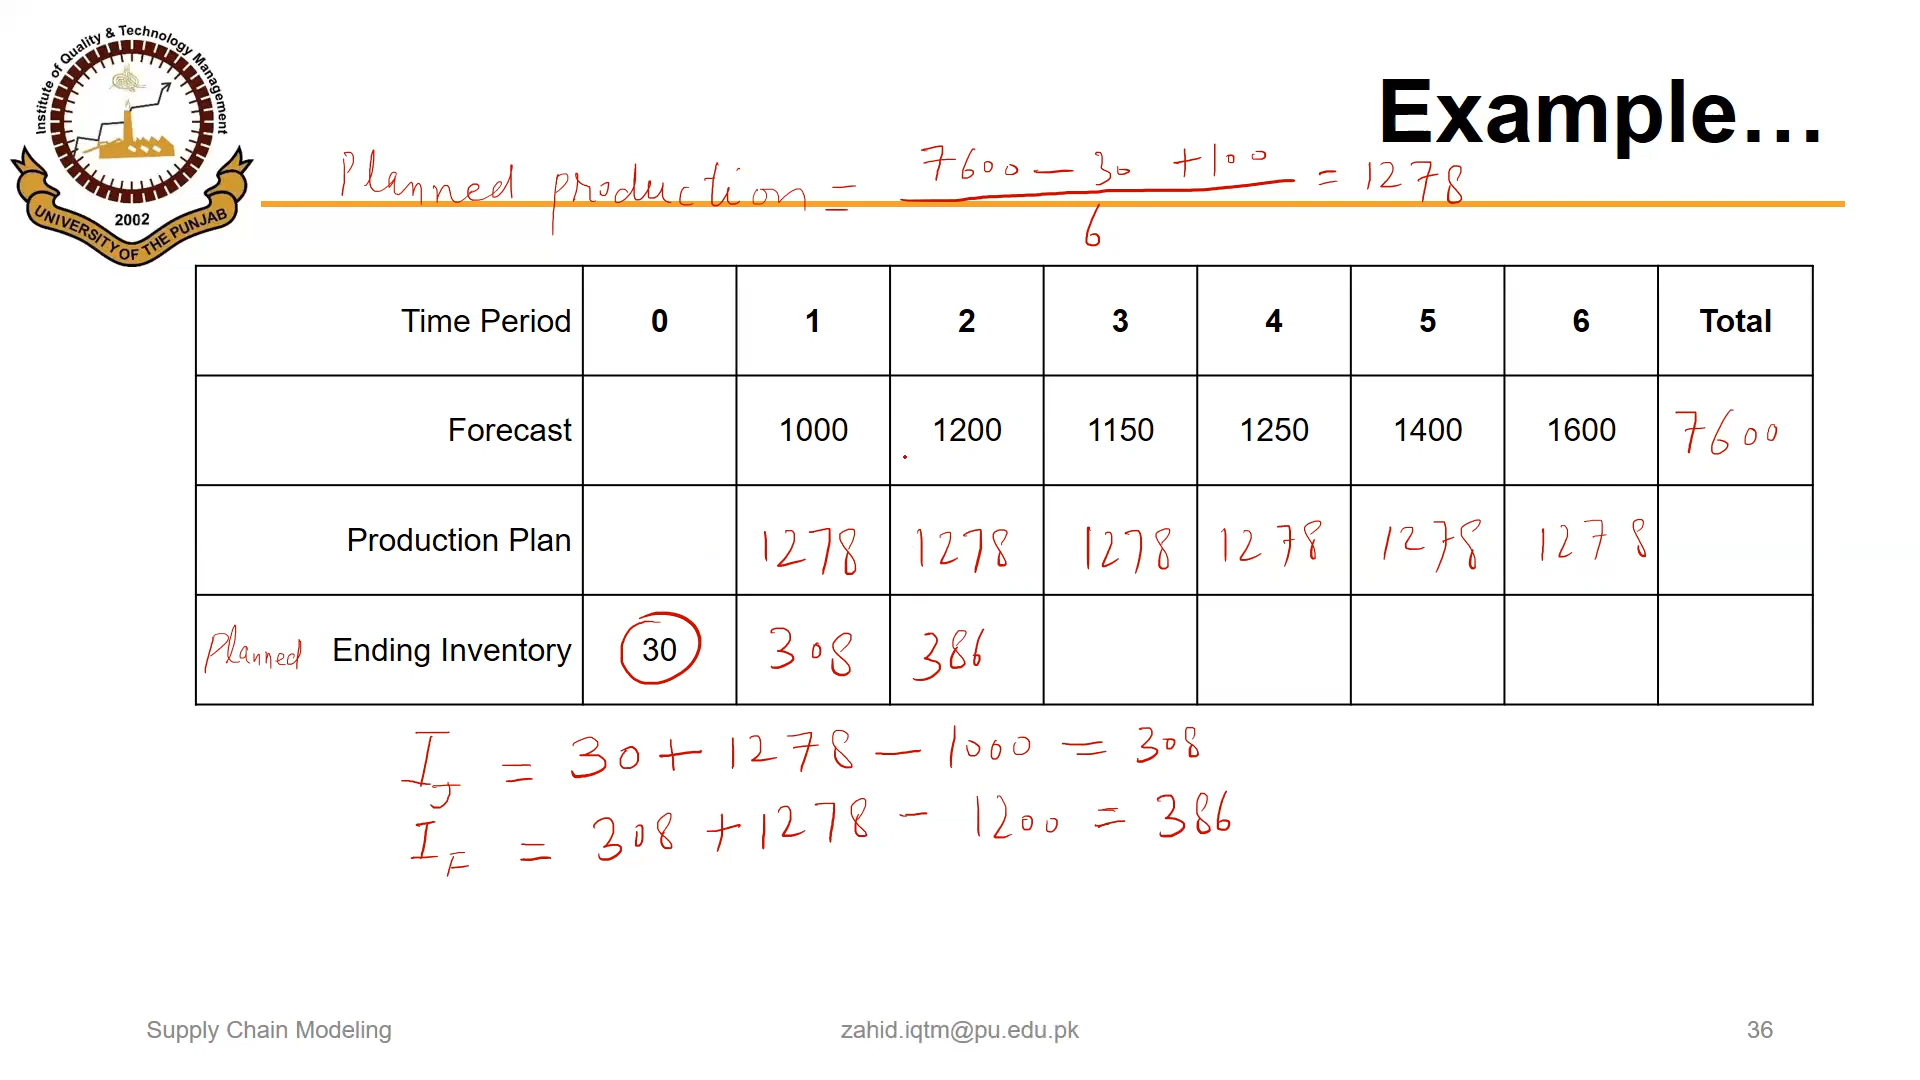 Institute of Quality & Technology Management
2002
UNIVERSITY OF THE PUNJAB
Example…
Planned production = 7600 - 30 +100 / 6 = 1278
Time Period 0 1 2 3 4 5 6 Total
Forecast 1000 1200 1150 1250 1400 1600 7600
Production Plan 1278 1278 1278 1278 1278 1278
Planned Ending Inventory 30 308 386
I_J = 30 + 1278 - 1000 = 308
I_F = 308 + 1278 - 1200 = 386
Supply Chain Modeling zahid.iqtm@pu.edu.pk 36